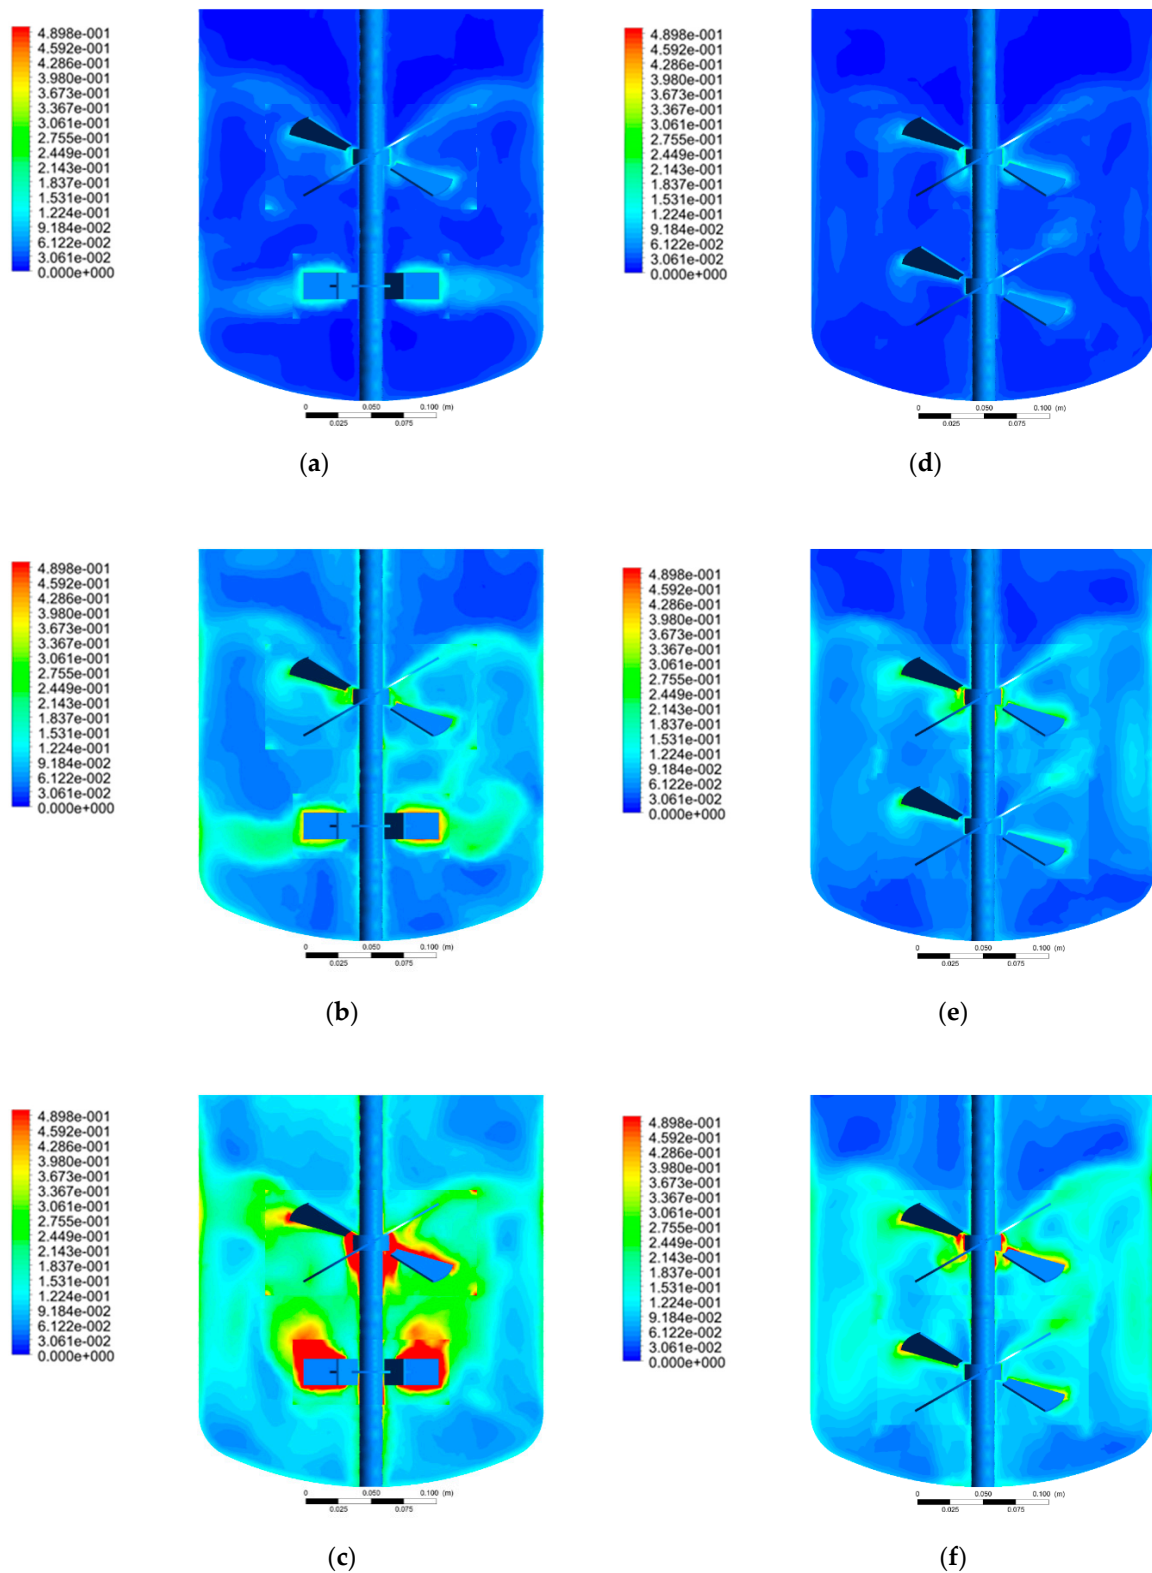 4.898e-001
4.592e-001
4.286e-001
3.980e-001
3.673e-001
3.367e-001
3.061e-001
2.755e-001
2.449e-001
2.143e-001
1.837e-001
1.531e-001
1.224e-001
9.184e-002
6.122e-002
3.061e-002
0.000e+000
0 0.050 0.100 (m)
0.025 0.075
(a)
4.898e-001
4.592e-001
4.286e-001
3.980e-001
3.673e-001
3.367e-001
3.061e-001
2.755e-001
2.449e-001
2.143e-001
1.837e-001
1.531e-001
1.224e-001
9.184e-002
6.122e-002
3.061e-002
0.000e+000
0 0.050 0.100 (m)
0.025 0.075
(d)
4.898e-001
4.592e-001
4.286e-001
3.980e-001
3.673e-001
3.367e-001
3.061e-001
2.755e-001
2.449e-001
2.143e-001
1.837e-001
1.531e-001
1.224e-001
9.184e-002
6.122e-002
3.061e-002
0.000e+000
0 0.050 0.100 (m)
0.025 0.075
(b)
4.898e-001
4.592e-001
4.286e-001
3.980e-001
3.673e-001
3.367e-001
3.061e-001
2.755e-001
2.449e-001
2.143e-001
1.837e-001
1.531e-001
1.224e-001
9.184e-002
6.122e-002
3.061e-002
0.000e+000
0 0.050 0.100 (m)
0.025 0.075
(e)
4.898e-001
4.592e-001
4.286e-001
3.980e-001
3.673e-001
3.367e-001
3.061e-001
2.755e-001
2.449e-001
2.143e-001
1.837e-001
1.531e-001
1.224e-001
9.184e-002
6.122e-002
3.061e-002
0.000e+000
0 0.050 0.100 (m)
0.025 0.075
(c)
4.898e-001
4.592e-001
4.286e-001
3.980e-001
3.673e-001
3.367e-001
3.061e-001
2.755e-001
2.449e-001
2.143e-001
1.837e-001
1.531e-001
1.224e-001
9.184e-002
6.122e-002
3.061e-002
0.000e+000
0 0.050 0.100 (m)
0.025 0.075
(f)